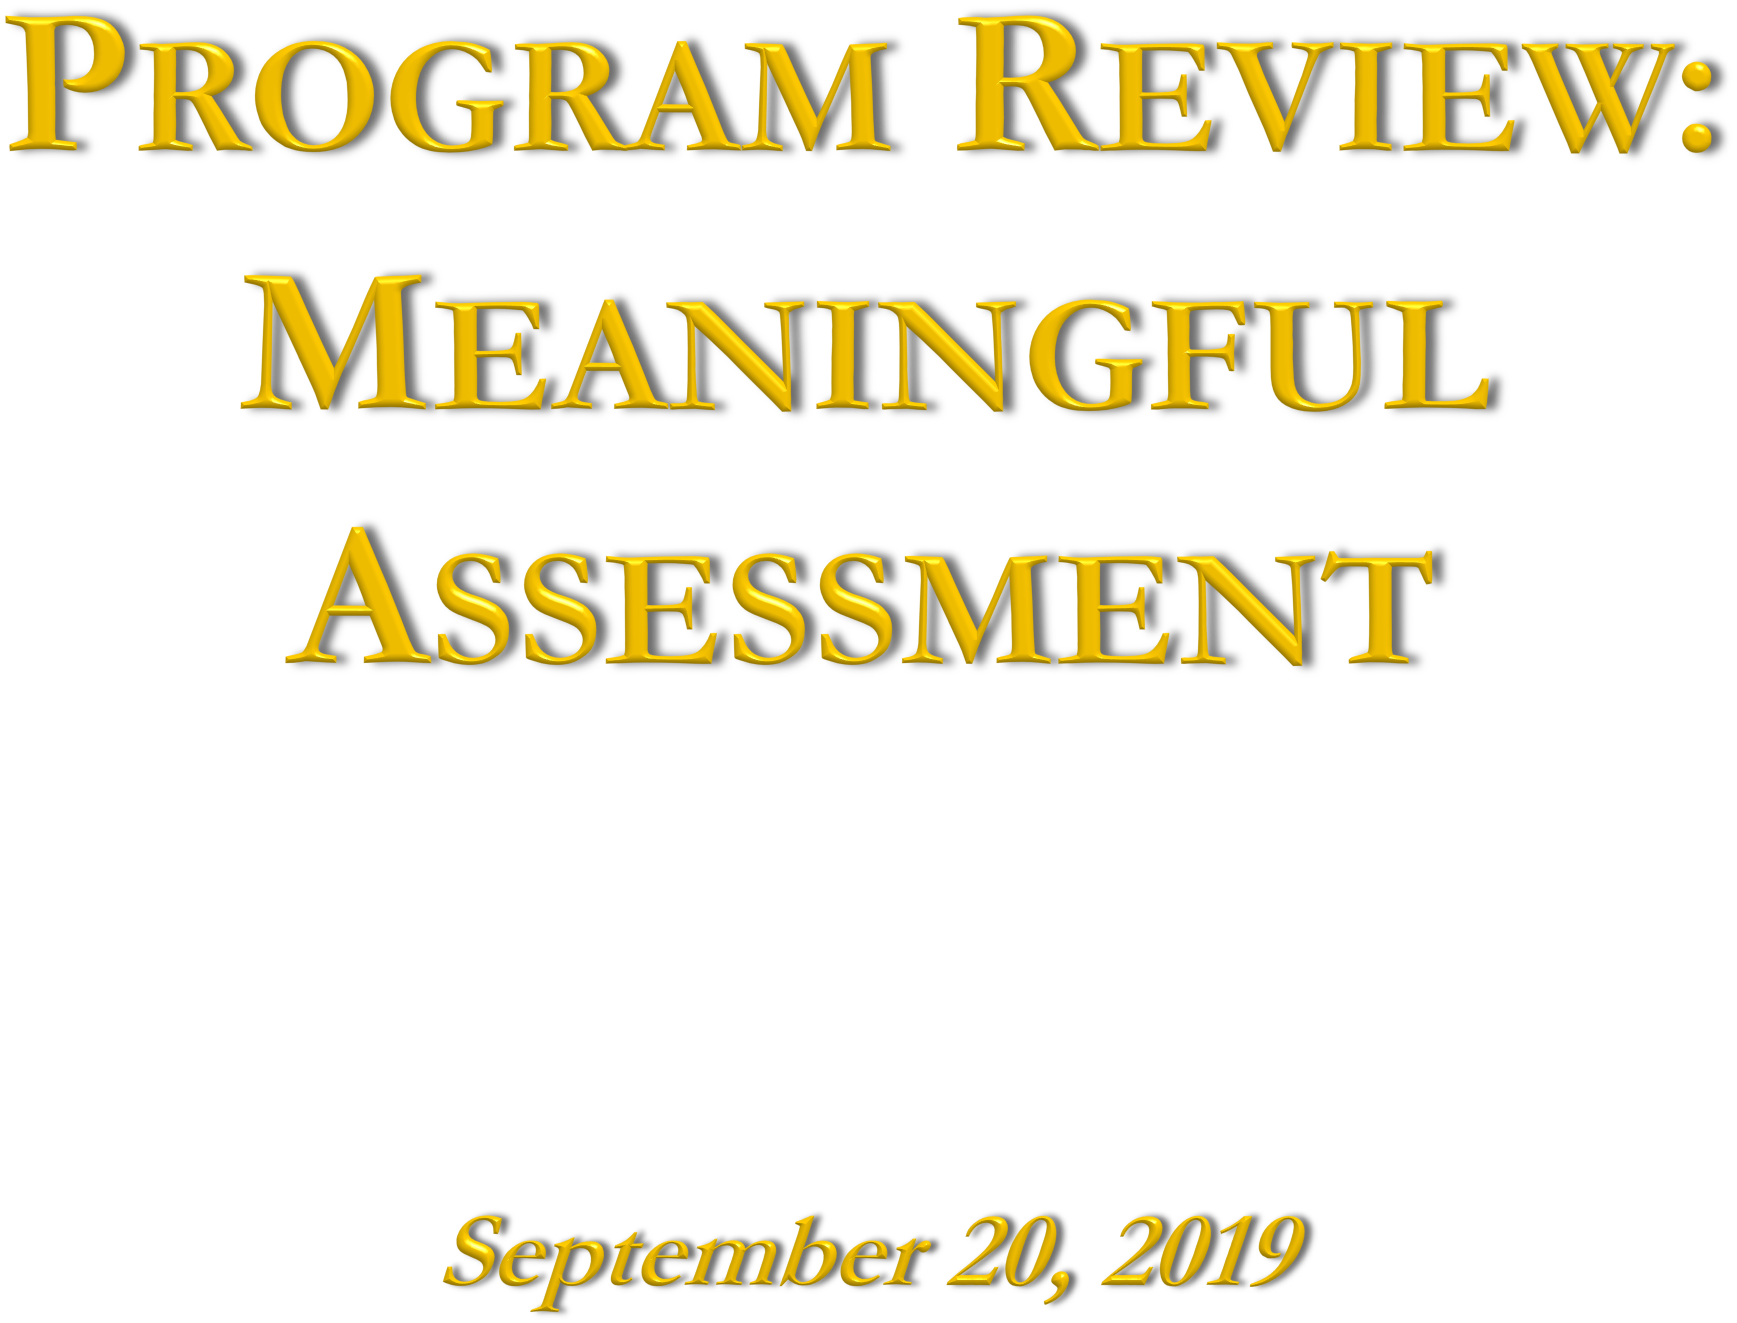 PROGRAM REVIEW:
MEANINGFUL
ASSESSMENT
September 20, 2019